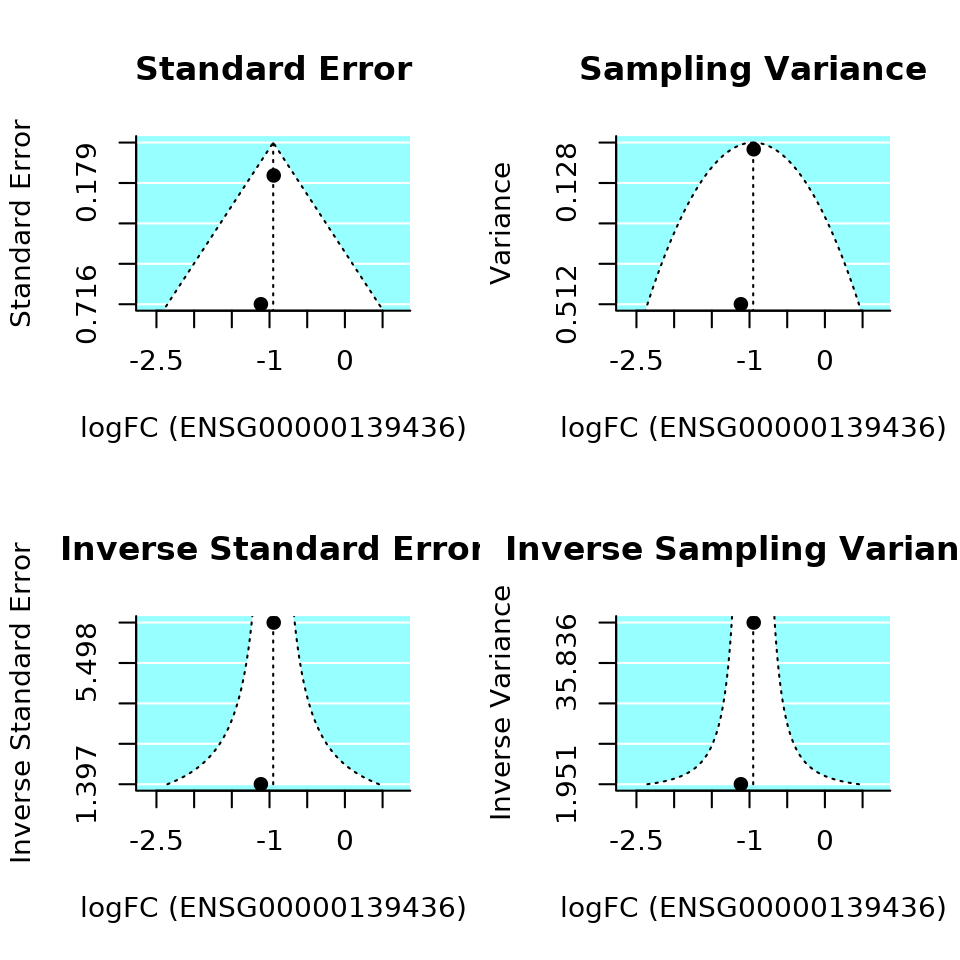 Standard Error
Standard Error
0.179
0.716
-2.5 -1 0
logFC (ENSG00000139436)
Sampling Variance
Variance
0.128
0.512
-2.5 -1 0
logFC (ENSG00000139436)
Inverse Standard Error
Inverse Standard Error
5.498
1.397
-2.5 -1 0
logFC (ENSG00000139436)
Inverse Sampling Varian
Inverse Variance
35.836
1.951
-2.5 -1 0
logFC (ENSG00000139436)